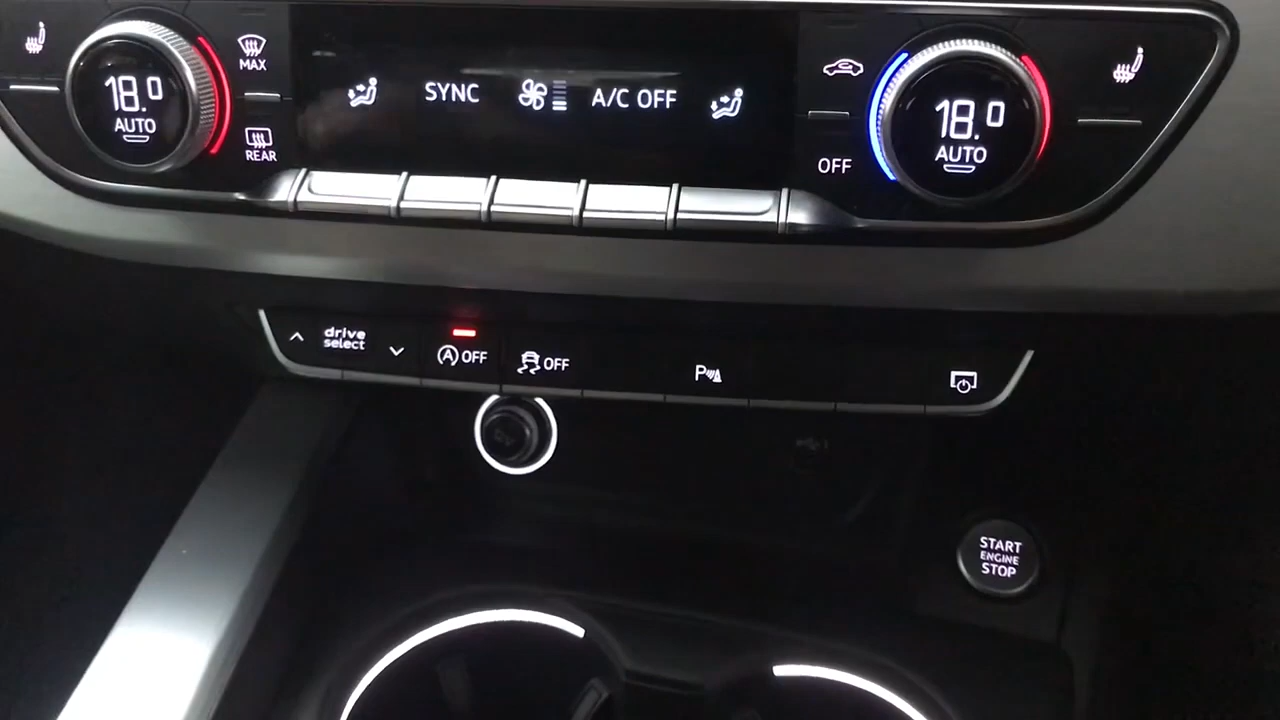 18.0
AUTO
MAX
REAR
SYNC
A/C OFF
OFF
18.0
AUTO
drive
select
A OFF
OFF
P
START
ENGINE
STOP